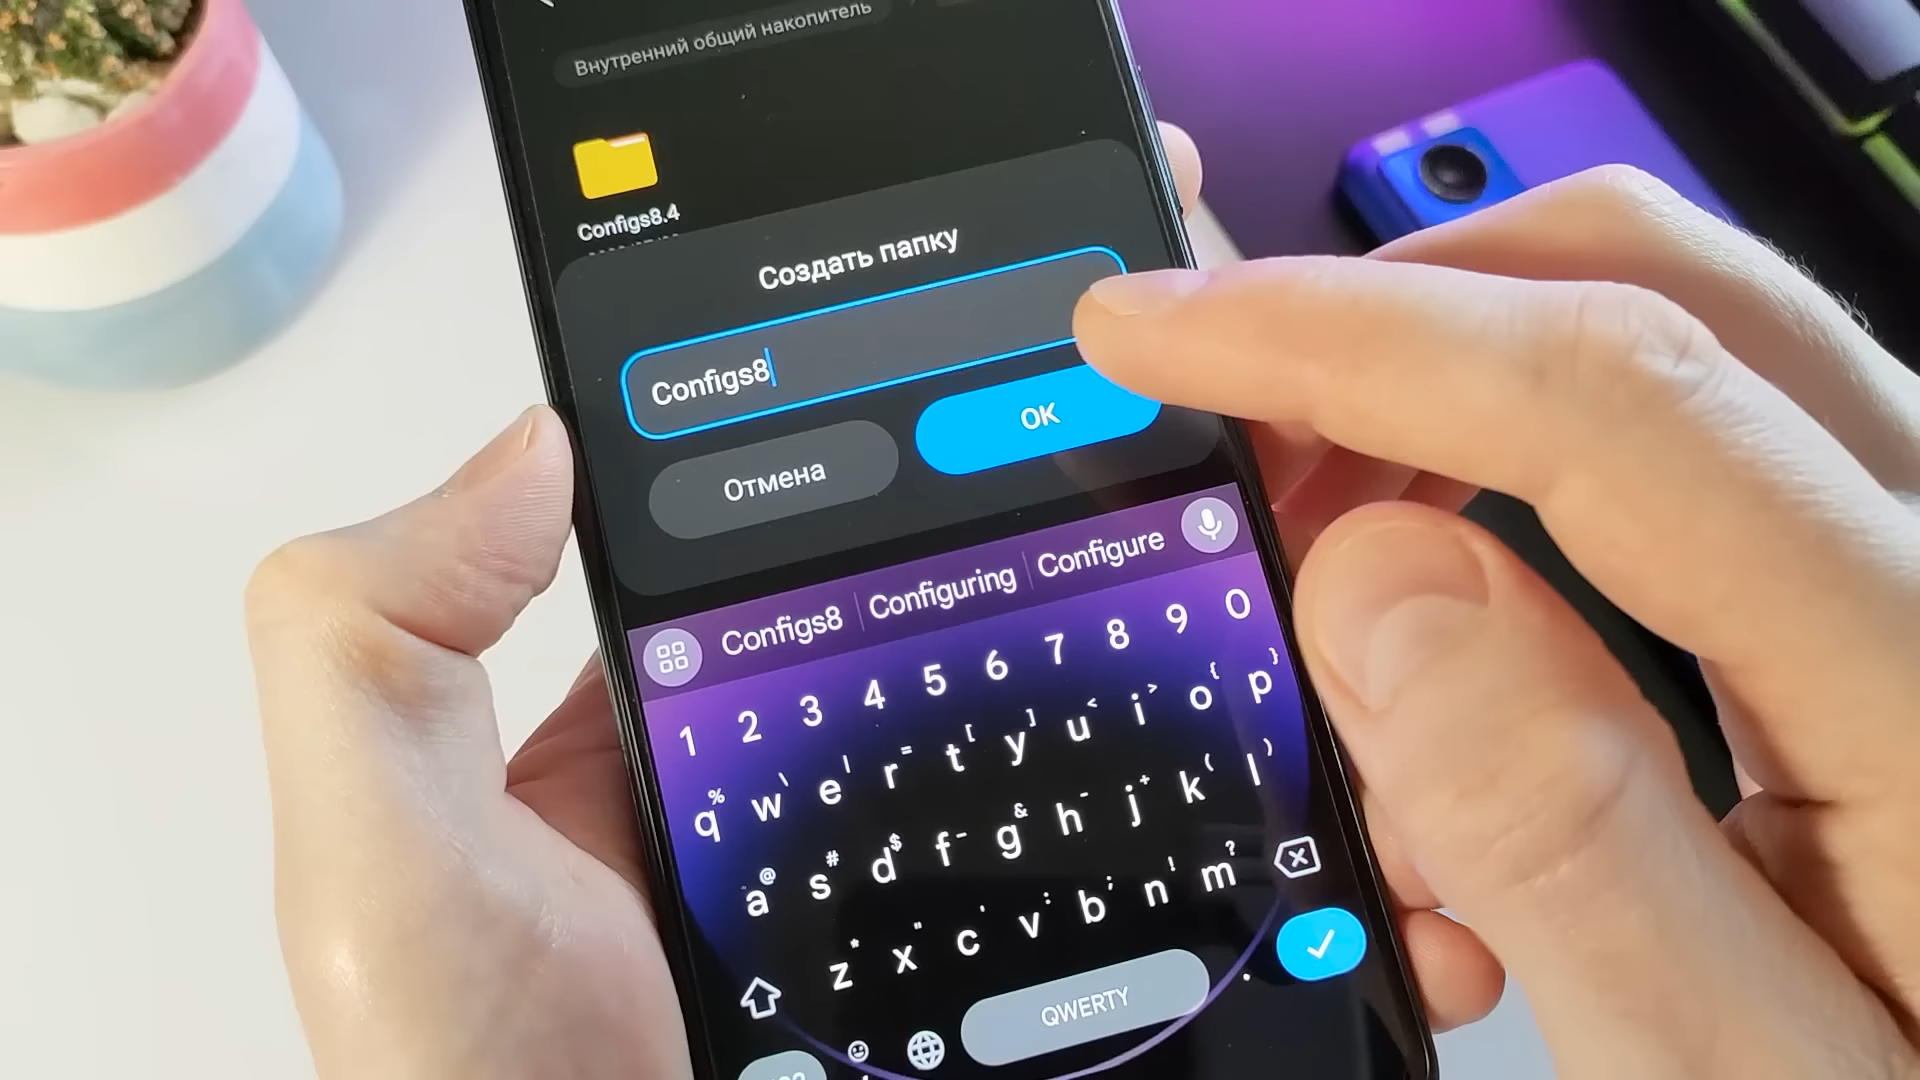 Внутренний общий накопитель
Configs8.4
Создать папку
Configs8
Отмена
OK
Configs8 Configuring Configure
1 2 3 4 5 6 7 8 9 0
q % w \ e | r = t [ y ] u < i > o { p }
a @ s # d $ f - g & h - j + k ( l )
z * x " c ' v : b ; n ! m ?
QWERTY .